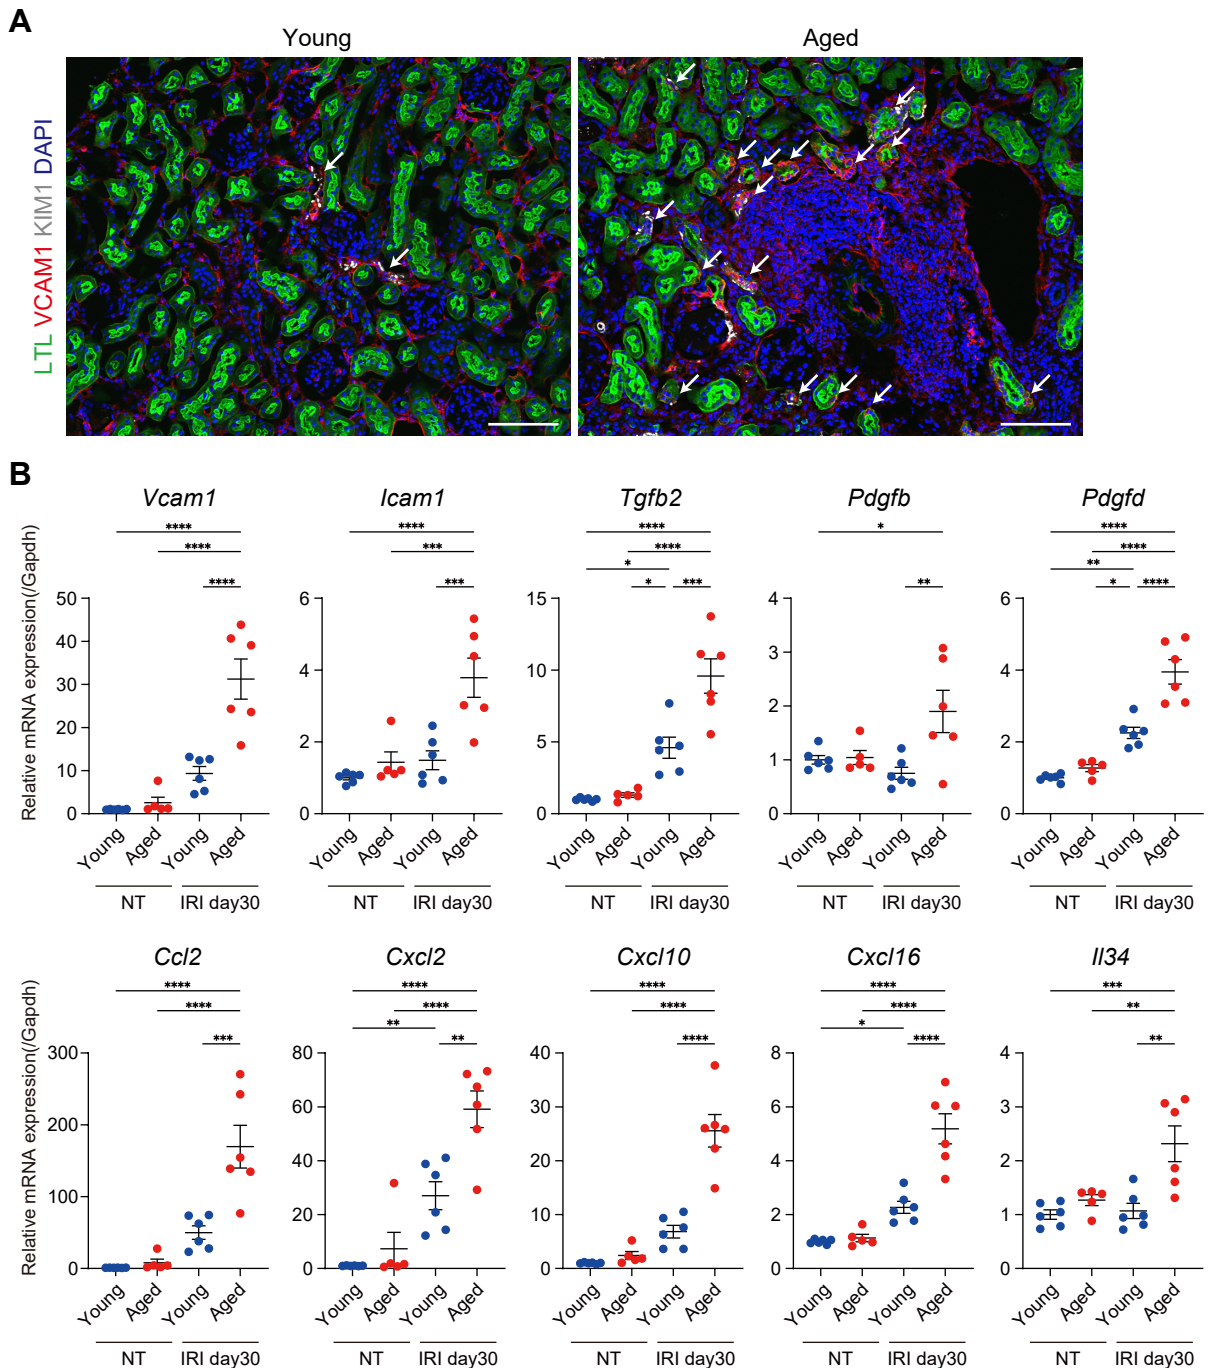 A
Young
Aged
LTL VCAM1 KIM1 DAPI
B
Vcam1
Icam1
Tgfb2
Pdgfb
Pdgfd
Relative mRNA expression(/Gapdh)
****
****
****
50
40
30
20
10
0
Young
Aged
Young
Aged
NT
IRI day30
****
***
***
6
4
2
0
Young
Aged
Young
Aged
NT
IRI day30
****
****
*
*
***
15
10
5
0
Young
Aged
Young
Aged
NT
IRI day30
*
**
4
3
2
1
0
Young
Aged
Young
Aged
NT
IRI day30
****
****
**
*
****
6
4
2
0
Young
Aged
Young
Aged
NT
IRI day30
Ccl2
Cxcl2
Cxcl10
Cxcl16
Il34
Relative mRNA expression(/Gapdh)
****
****
***
300
200
100
0
Young
Aged
Young
Aged
NT
IRI day30
****
****
**
**
80
60
40
20
0
Young
Aged
Young
Aged
NT
IRI day30
****
****
****
40
30
20
10
0
Young
Aged
Young
Aged
NT
IRI day30
****
****
*
****
8
6
4
2
0
Young
Aged
Young
Aged
NT
IRI day30
***
**
**
4
3
2
1
0
Young
Aged
Young
Aged
NT
IRI day30